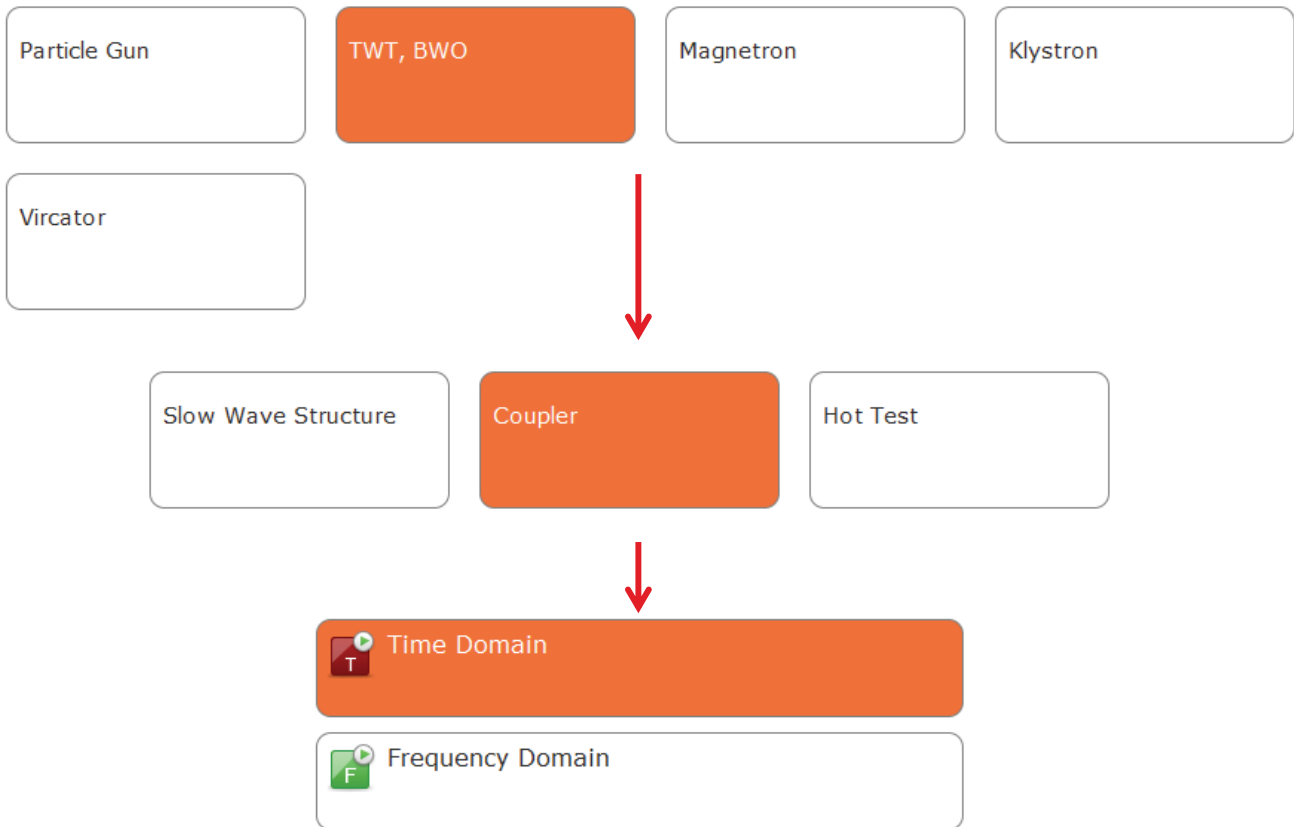 Particle Gun
TWT, BWO
Magnetron
Klystron
Vircator
Slow Wave Structure
Coupler
Hot Test
T
Time Domain
F
Frequency Domain